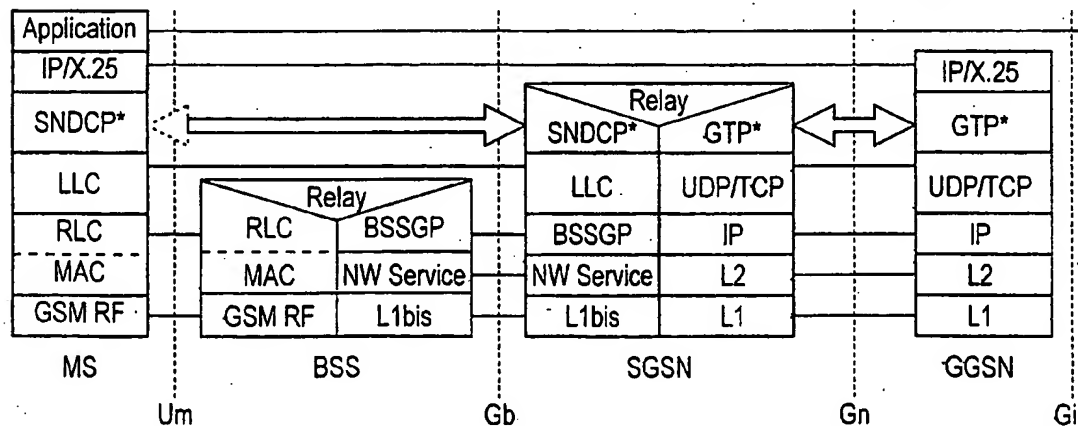 Application
IP/X.25
IP/X.25
Relay
SNDCP*
SNDCP*
GTP*
GTP*
LLC
Relay
LLC
UDP/TCP
UDP/TCP
RLC
RLC
BSSGP
BSSGP
IP
IP
MAC
MAC
NW Service
NW Service
L2
L2
GSM RF
GSM RF
L1bis
L1bis
L1
L1
MS
BSS
SGSN
GGSN
Um
Gb
Gn
Gi